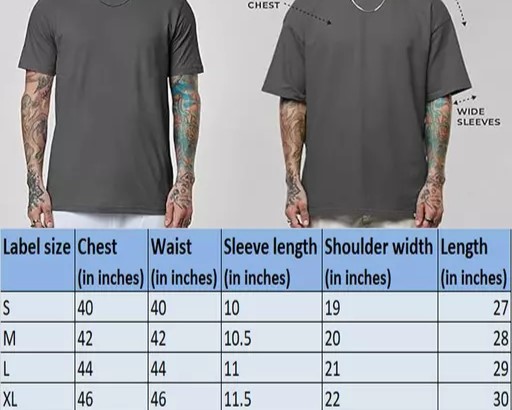 CHEST
WIDE
SLEEVES
Label size Chest Waist Sleeve length Shoulder width Length
(in inches) (in inches) (in inches) (in inches) (in inches)
S 40 40 10 19 27
M 42 42 10.5 20 28
L 44 44 11 21 29
XL 46 46 11.5 22 30